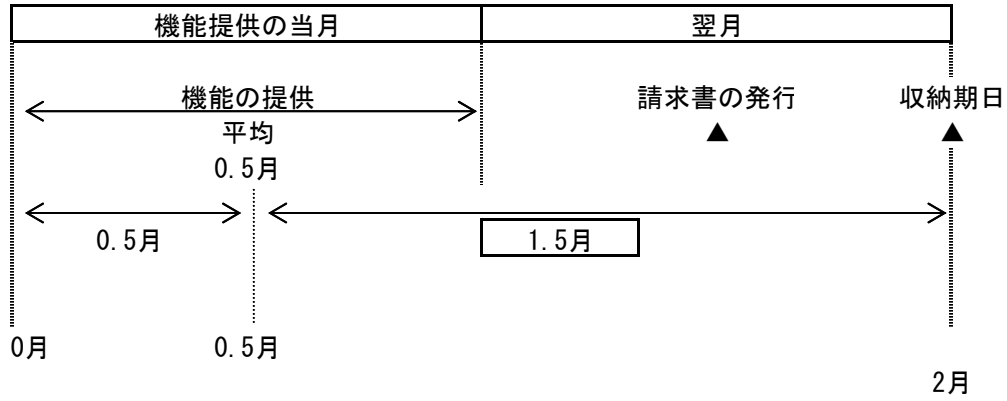 機能提供の当月 翌月
機能の提供 請求書の発行 収納期日
平均 ▲ ▲
0.5月
0.5月 1.5月
0月 0.5月
2月